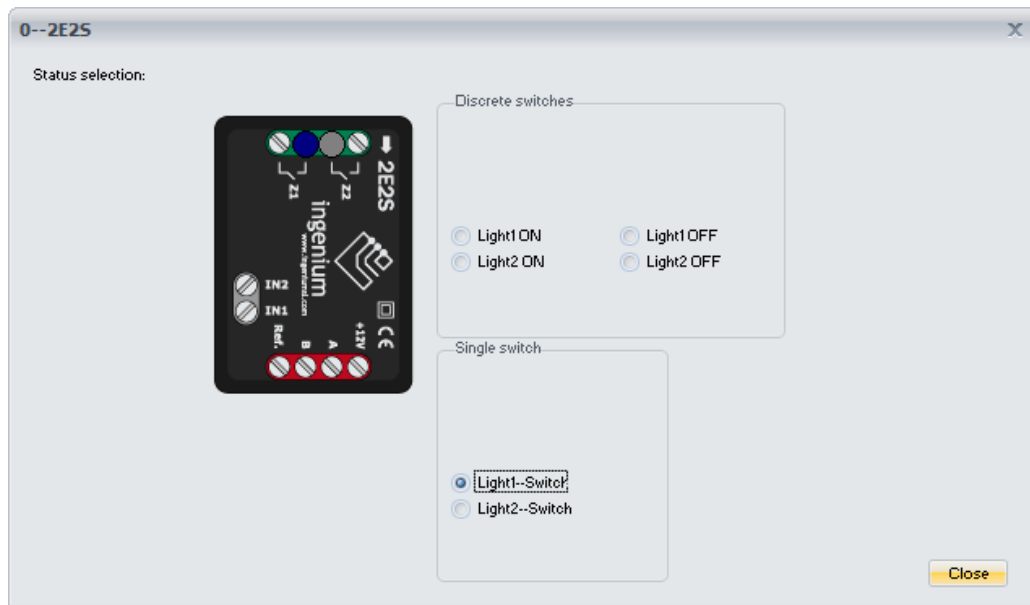 0--2E2S
X
Status selection:
2E2S
Z1
Z2
ingenium
www.ingeniumsl.com
IN2
IN1
Ref.
B
A
+12V
CE
Discrete switches
Light1 ON
Light1 OFF
Light2 ON
Light2 OFF
Single switch
Light1--Switch
Light2--Switch
Close